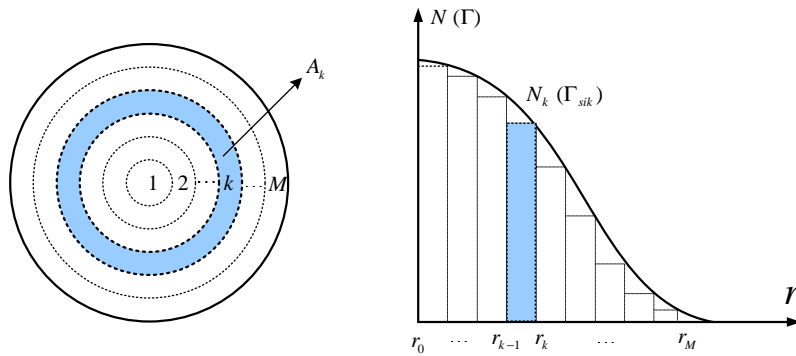 A_k
1 2 ···· k ···· M
N (Γ)
N_k (Γ_sik)
r
r_0 ··· r_{k−1} r_k ··· r_M